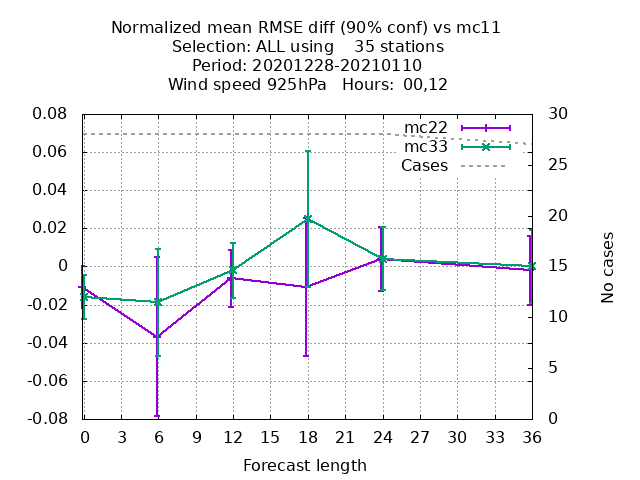 Normalized mean RMSE diff (90% conf) vs mc11
Selection: ALL using    35 stations
Period: 20201228-20210110
Wind speed 925hPa   Hours:  00,12
mc22
mc33
Cases
0.08
0.06
0.04
0.02
0
-0.02
-0.04
-0.06
-0.08
30
25
20
15
10
5
0
No cases
0 3 6 9 12 15 18 21 24 27 30 33 36
Forecast length